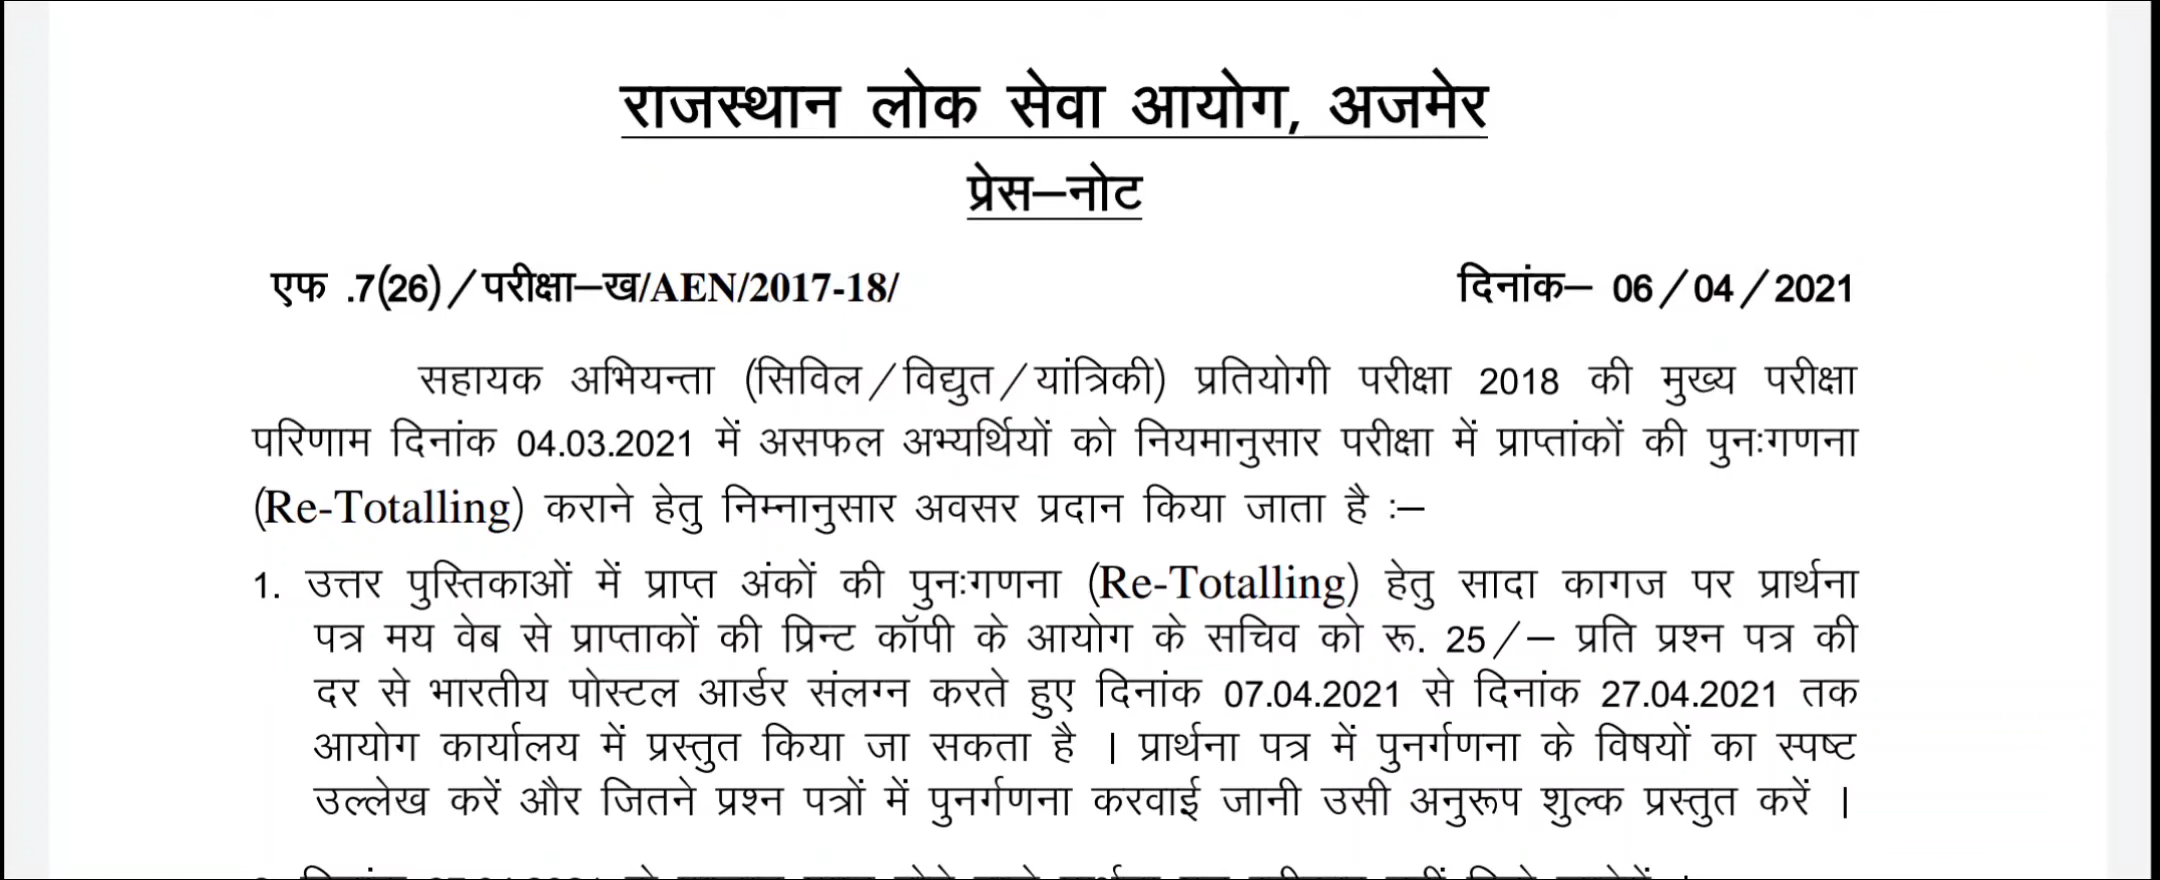 राजस्थान लोक सेवा आयोग, अजमेर
प्रेस–नोट
एफ .7(26)/परीक्षा–ख/AEN/2017-18/ दिनांक– 06/04/2021
सहायक अभियन्ता (सिविल/विद्युत/यांत्रिकी) प्रतियोगी परीक्षा 2018 की मुख्य परीक्षा
परिणाम दिनांक 04.03.2021 में असफल अभ्यर्थियों को नियमानुसार परीक्षा में प्राप्तांकों की पुनःगणना
(Re-Totalling) कराने हेतु निम्नानुसार अवसर प्रदान किया जाता है :–
1. उत्तर पुस्तिकाओं में प्राप्त अंकों की पुनःगणना (Re-Totalling) हेतु सादा कागज पर प्रार्थना
पत्र मय वेब से प्राप्ताकों की प्रिन्ट कॉपी के आयोग के सचिव को रू. 25/– प्रति प्रश्न पत्र की
दर से भारतीय पोस्टल आर्डर संलग्न करते हुए दिनांक 07.04.2021 से दिनांक 27.04.2021 तक
आयोग कार्यालय में प्रस्तुत किया जा सकता है । प्रार्थना पत्र में पुनर्गणना के विषयों का स्पष्ट
उल्लेख करें और जितने प्रश्न पत्रों में पुनर्गणना करवाई जानी उसी अनुरूप शुल्क प्रस्तुत करें ।